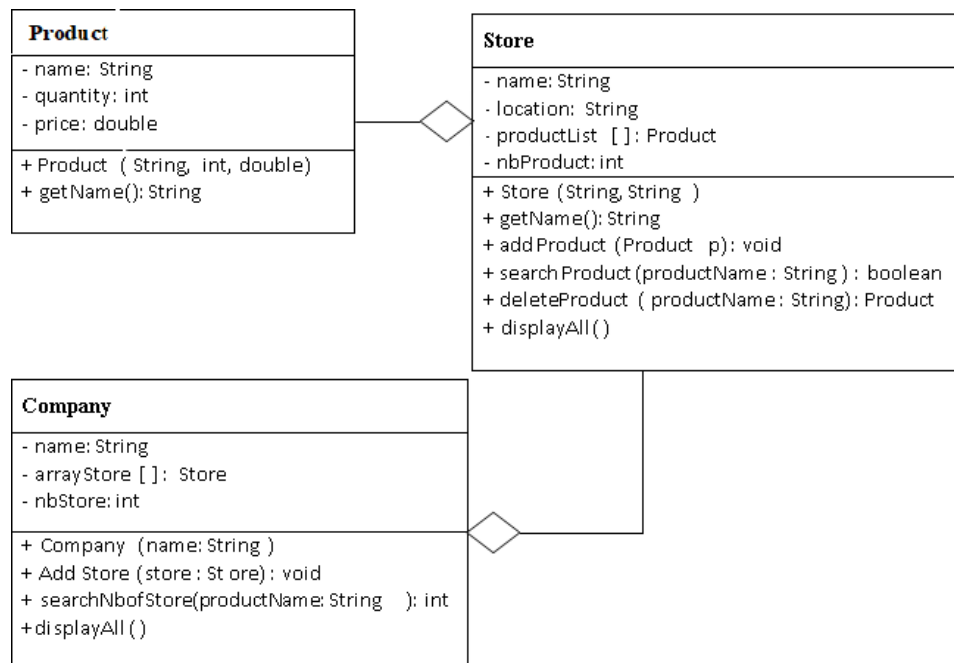 Product
- name: String
- quantity: int
- price: double
+ Product ( String, int, double)
+ getName(): String
Store
- name: String
- location: String
- productList [ ]: Product
- nbProduct: int
+ Store (String, String )
+ getName(): String
+ addProduct (Product p): void
+ searchProduct(productName : String ) : boolean
+ deleteProduct ( productName : String): Product
+ displayAll()
Company
- name: String
- arrayStore [ ]: Store
- nbStore: int
+ Company (name: String )
+ Add Store (store : St ore) : void
+ searchNbofStore(productName: String ): int
+displayAll()